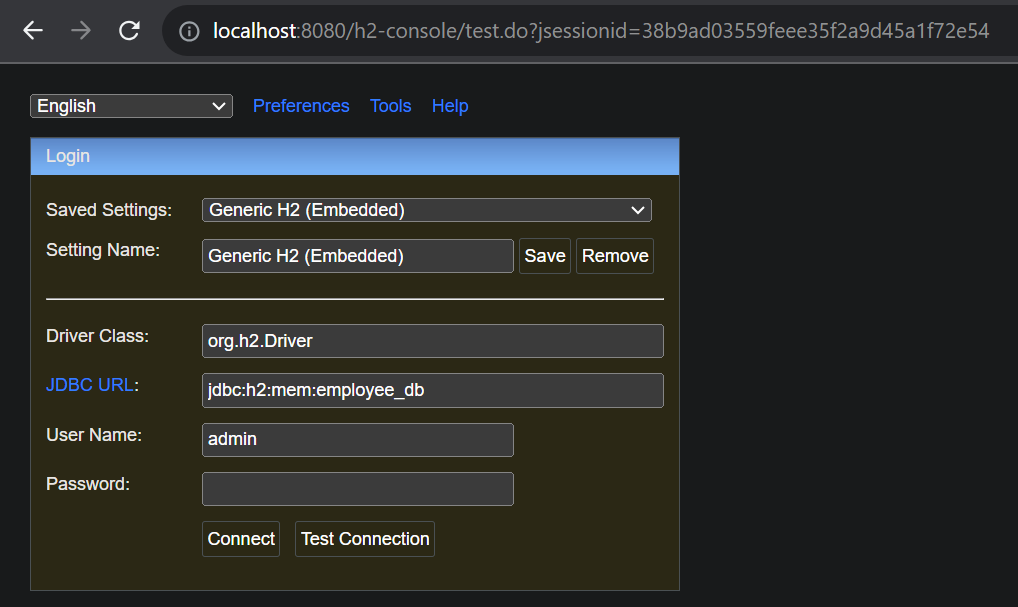 localhost:8080/h2-console/test.do?jsessionid=38b9ad03559feee35f2a9d45a1f72e54
English Preferences Tools Help
Login
Saved Settings: Generic H2 (Embedded)
Setting Name: Generic H2 (Embedded) Save Remove
Driver Class: org.h2.Driver
JDBC URL: jdbc:h2:mem:employee_db
User Name: admin
Password:
Connect Test Connection